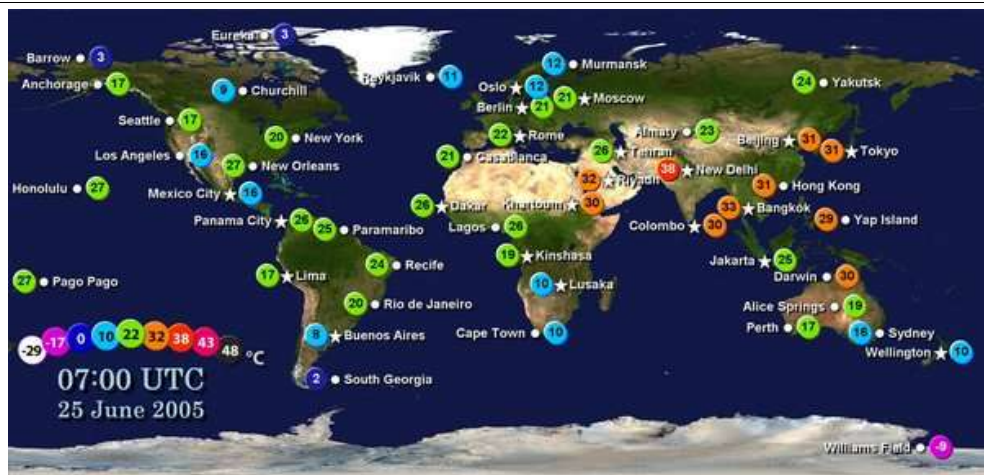 Eureka 3
Barrow 3
Murmansk 12
Reykjavik 11
Anchorage 17
Churchill 9
Oslo 12
Yakutsk 24
Berlin 21
Moscow 21
Seattle 17
New York 20
Rome 22
Almaty 23
Beijing 31
Tokyo 31
Los Angeles 16
New Orleans 27
Casablanca 21
Tehran 26
New Delhi 38
Honolulu 27
Mexico City 16
Riyadh 32
Hong Kong 31
Dakar 26
Khartoum 30
Bangkok 33
Panama City 26
Paramaribo 25
Lagos 26
Colombo 30
Yap Island 29
Kinshasa 19
Jakarta 25
Recife 24
Lima 17
Pago Pago 27
Lusaka 10
Darwin 30
Rio de Janeiro 20
Alice Springs 19
Buenos Aires 8
Cape Town 10
Perth 17
Sydney 16
Wellington 10
-29 -17 0 10 22 32 38 43 48 °C
07:00 UTC
25 June 2005
South Georgia 2
Williams Field -9